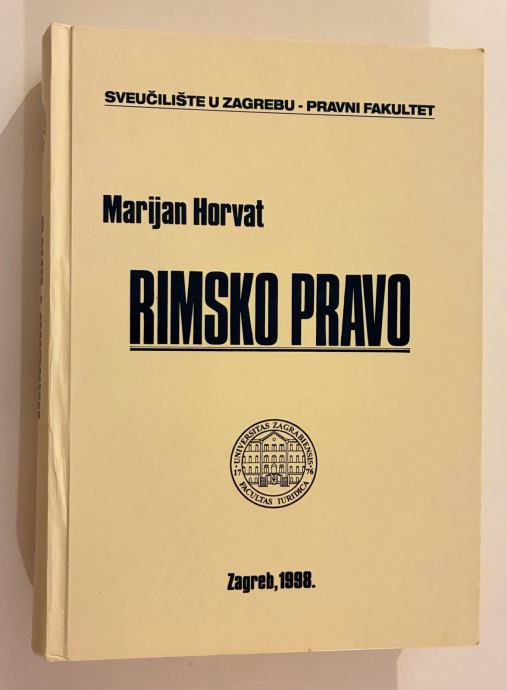 SVEUČILIŠTE U ZAGREBU - PRAVNI FAKULTET
Marijan Horvat
RIMSKO PRAVO
UNIVERSITAS ZAGRABIENSIS
17 76
FACULTAS IURIDICA
Zagreb, 1998.